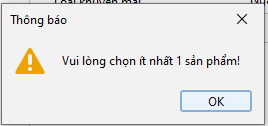 Thông báo
Vui lòng chọn ít nhất 1 sản phẩm!
OK